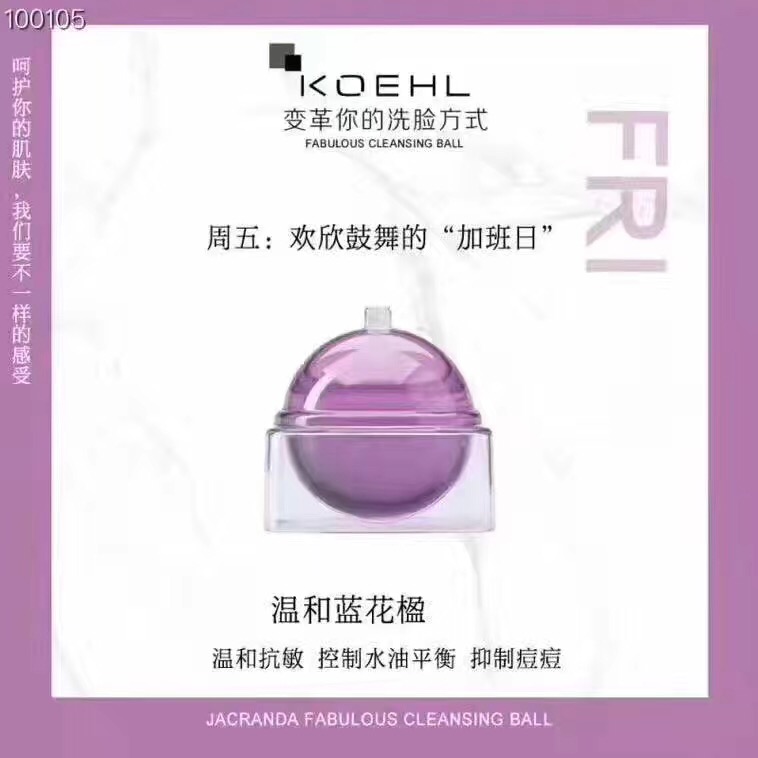 100105
呵护你的肌肤，我们要不一样的感受
KOEHL
变革你的洗脸方式
FABULOUS CLEANSING BALL
FRI
周五：欢欣鼓舞的“加班日”
温和蓝花楹
温和抗敏 控制水油平衡 抑制痘痘
JACRANDA FABULOUS CLEANSING BALL